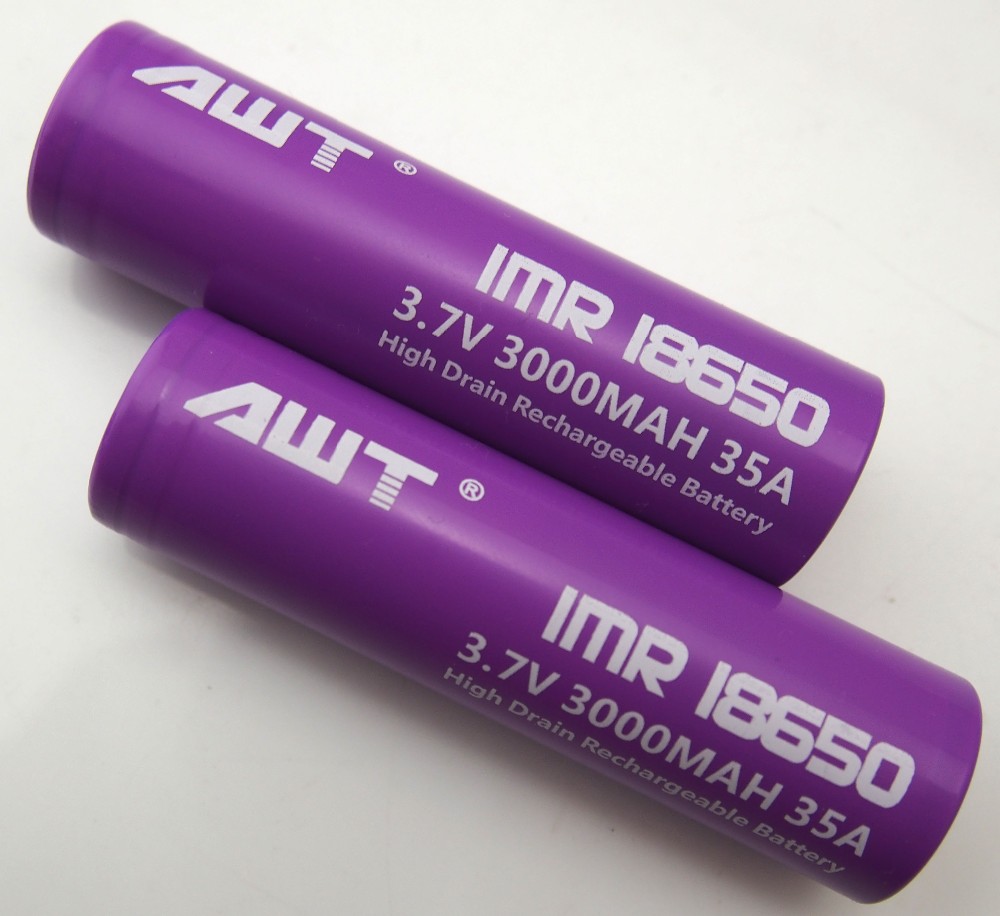 AWT®
IMR 18650
3.7V 3000MAH 35A
High Drain Rechargeable Battery
AWT®
IMR 18650
3.7V 3000MAH 35A
High Drain Rechargeable Battery